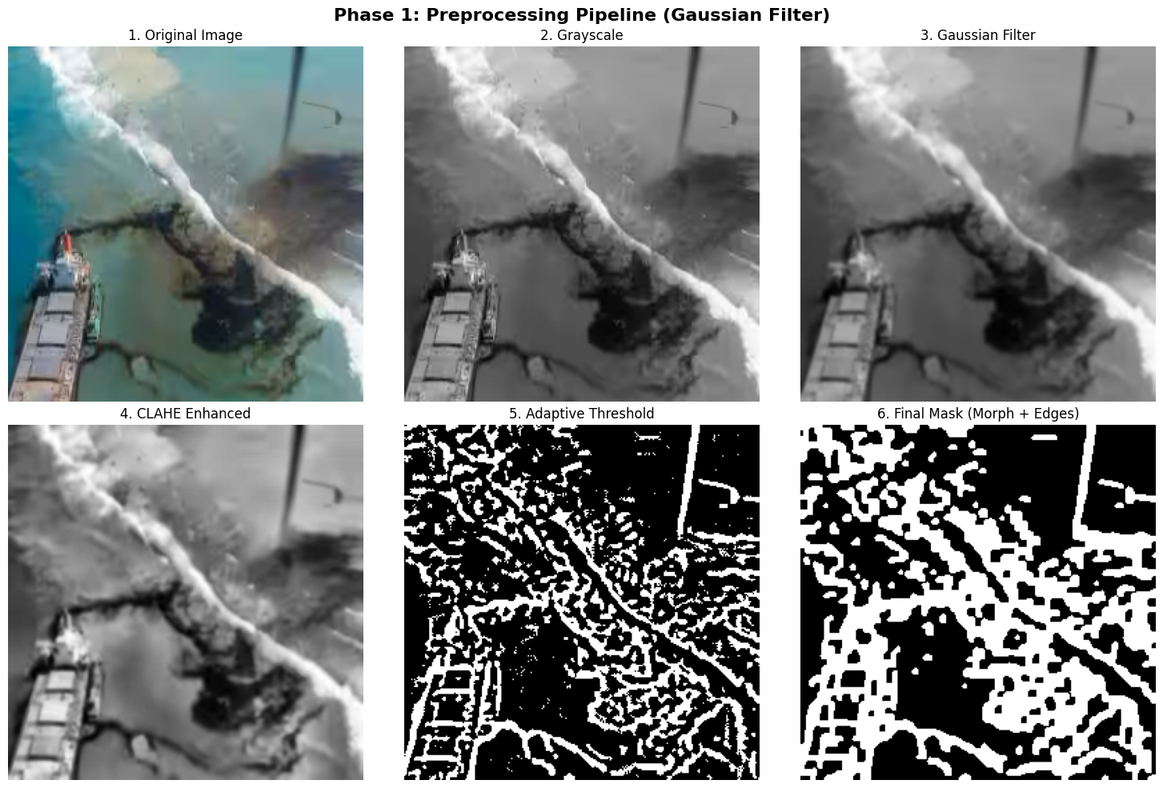 Phase 1: Preprocessing Pipeline (Gaussian Filter)
1. Original Image
2. Grayscale
3. Gaussian Filter
4. CLAHE Enhanced
5. Adaptive Threshold
6. Final Mask (Morph + Edges)